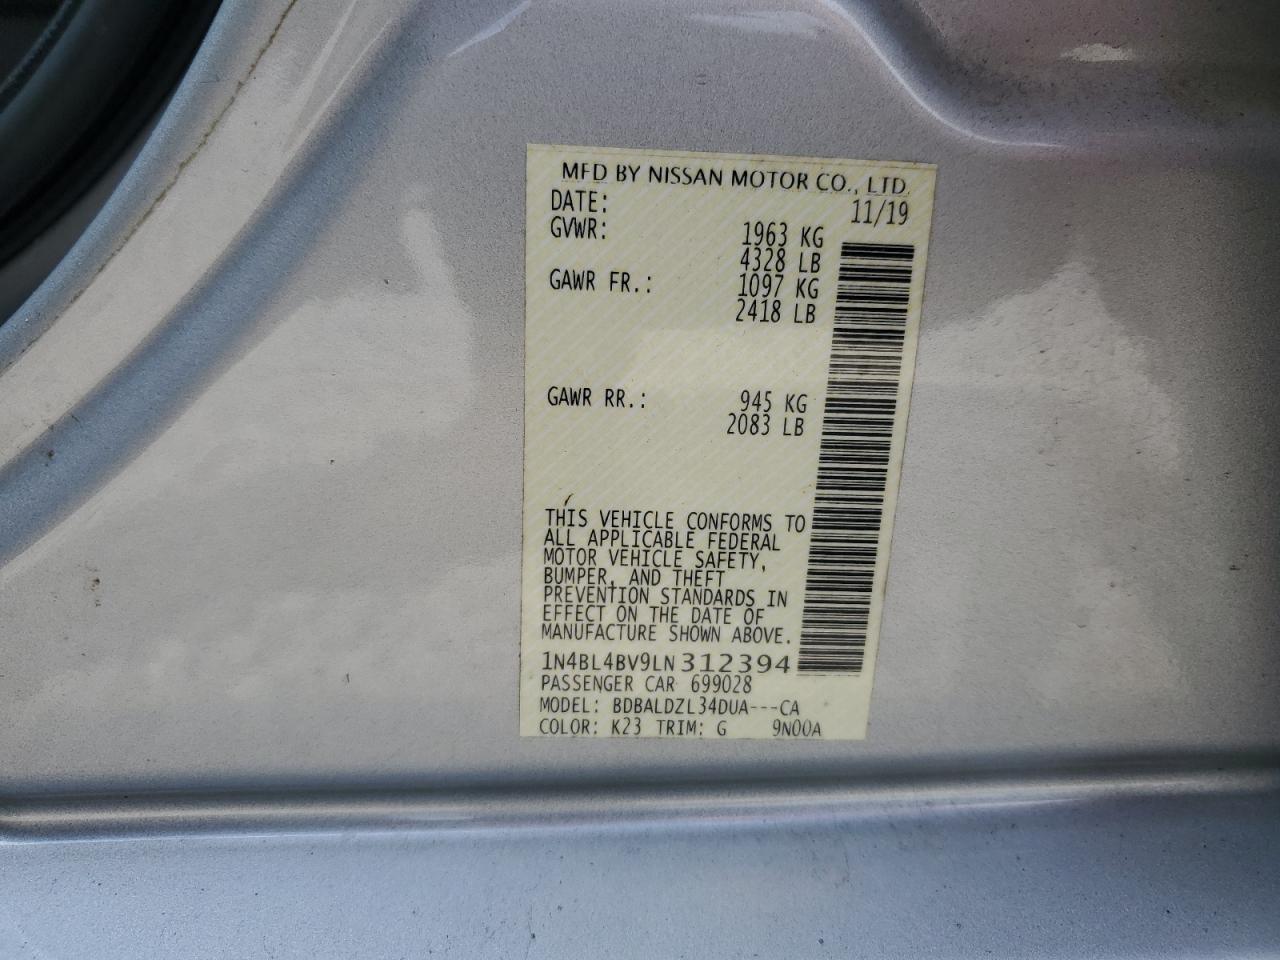 MFD BY NISSAN MOTOR CO., LTD.
DATE: 11/19
GVWR: 1963 KG
4328 LB
GAWR FR.: 1097 KG
2418 LB
GAWR RR.: 945 KG
2083 LB
THIS VEHICLE CONFORMS TO
ALL APPLICABLE FEDERAL
MOTOR VEHICLE SAFETY,
BUMPER, AND THEFT
PREVENTION STANDARDS IN
EFFECT ON THE DATE OF
MANUFACTURE SHOWN ABOVE.
1N4BL4BV9LN312394
PASSENGER CAR 699028
MODEL: BDBALDZL34DUA---CA
COLOR: K23 TRIM: G 9N00A